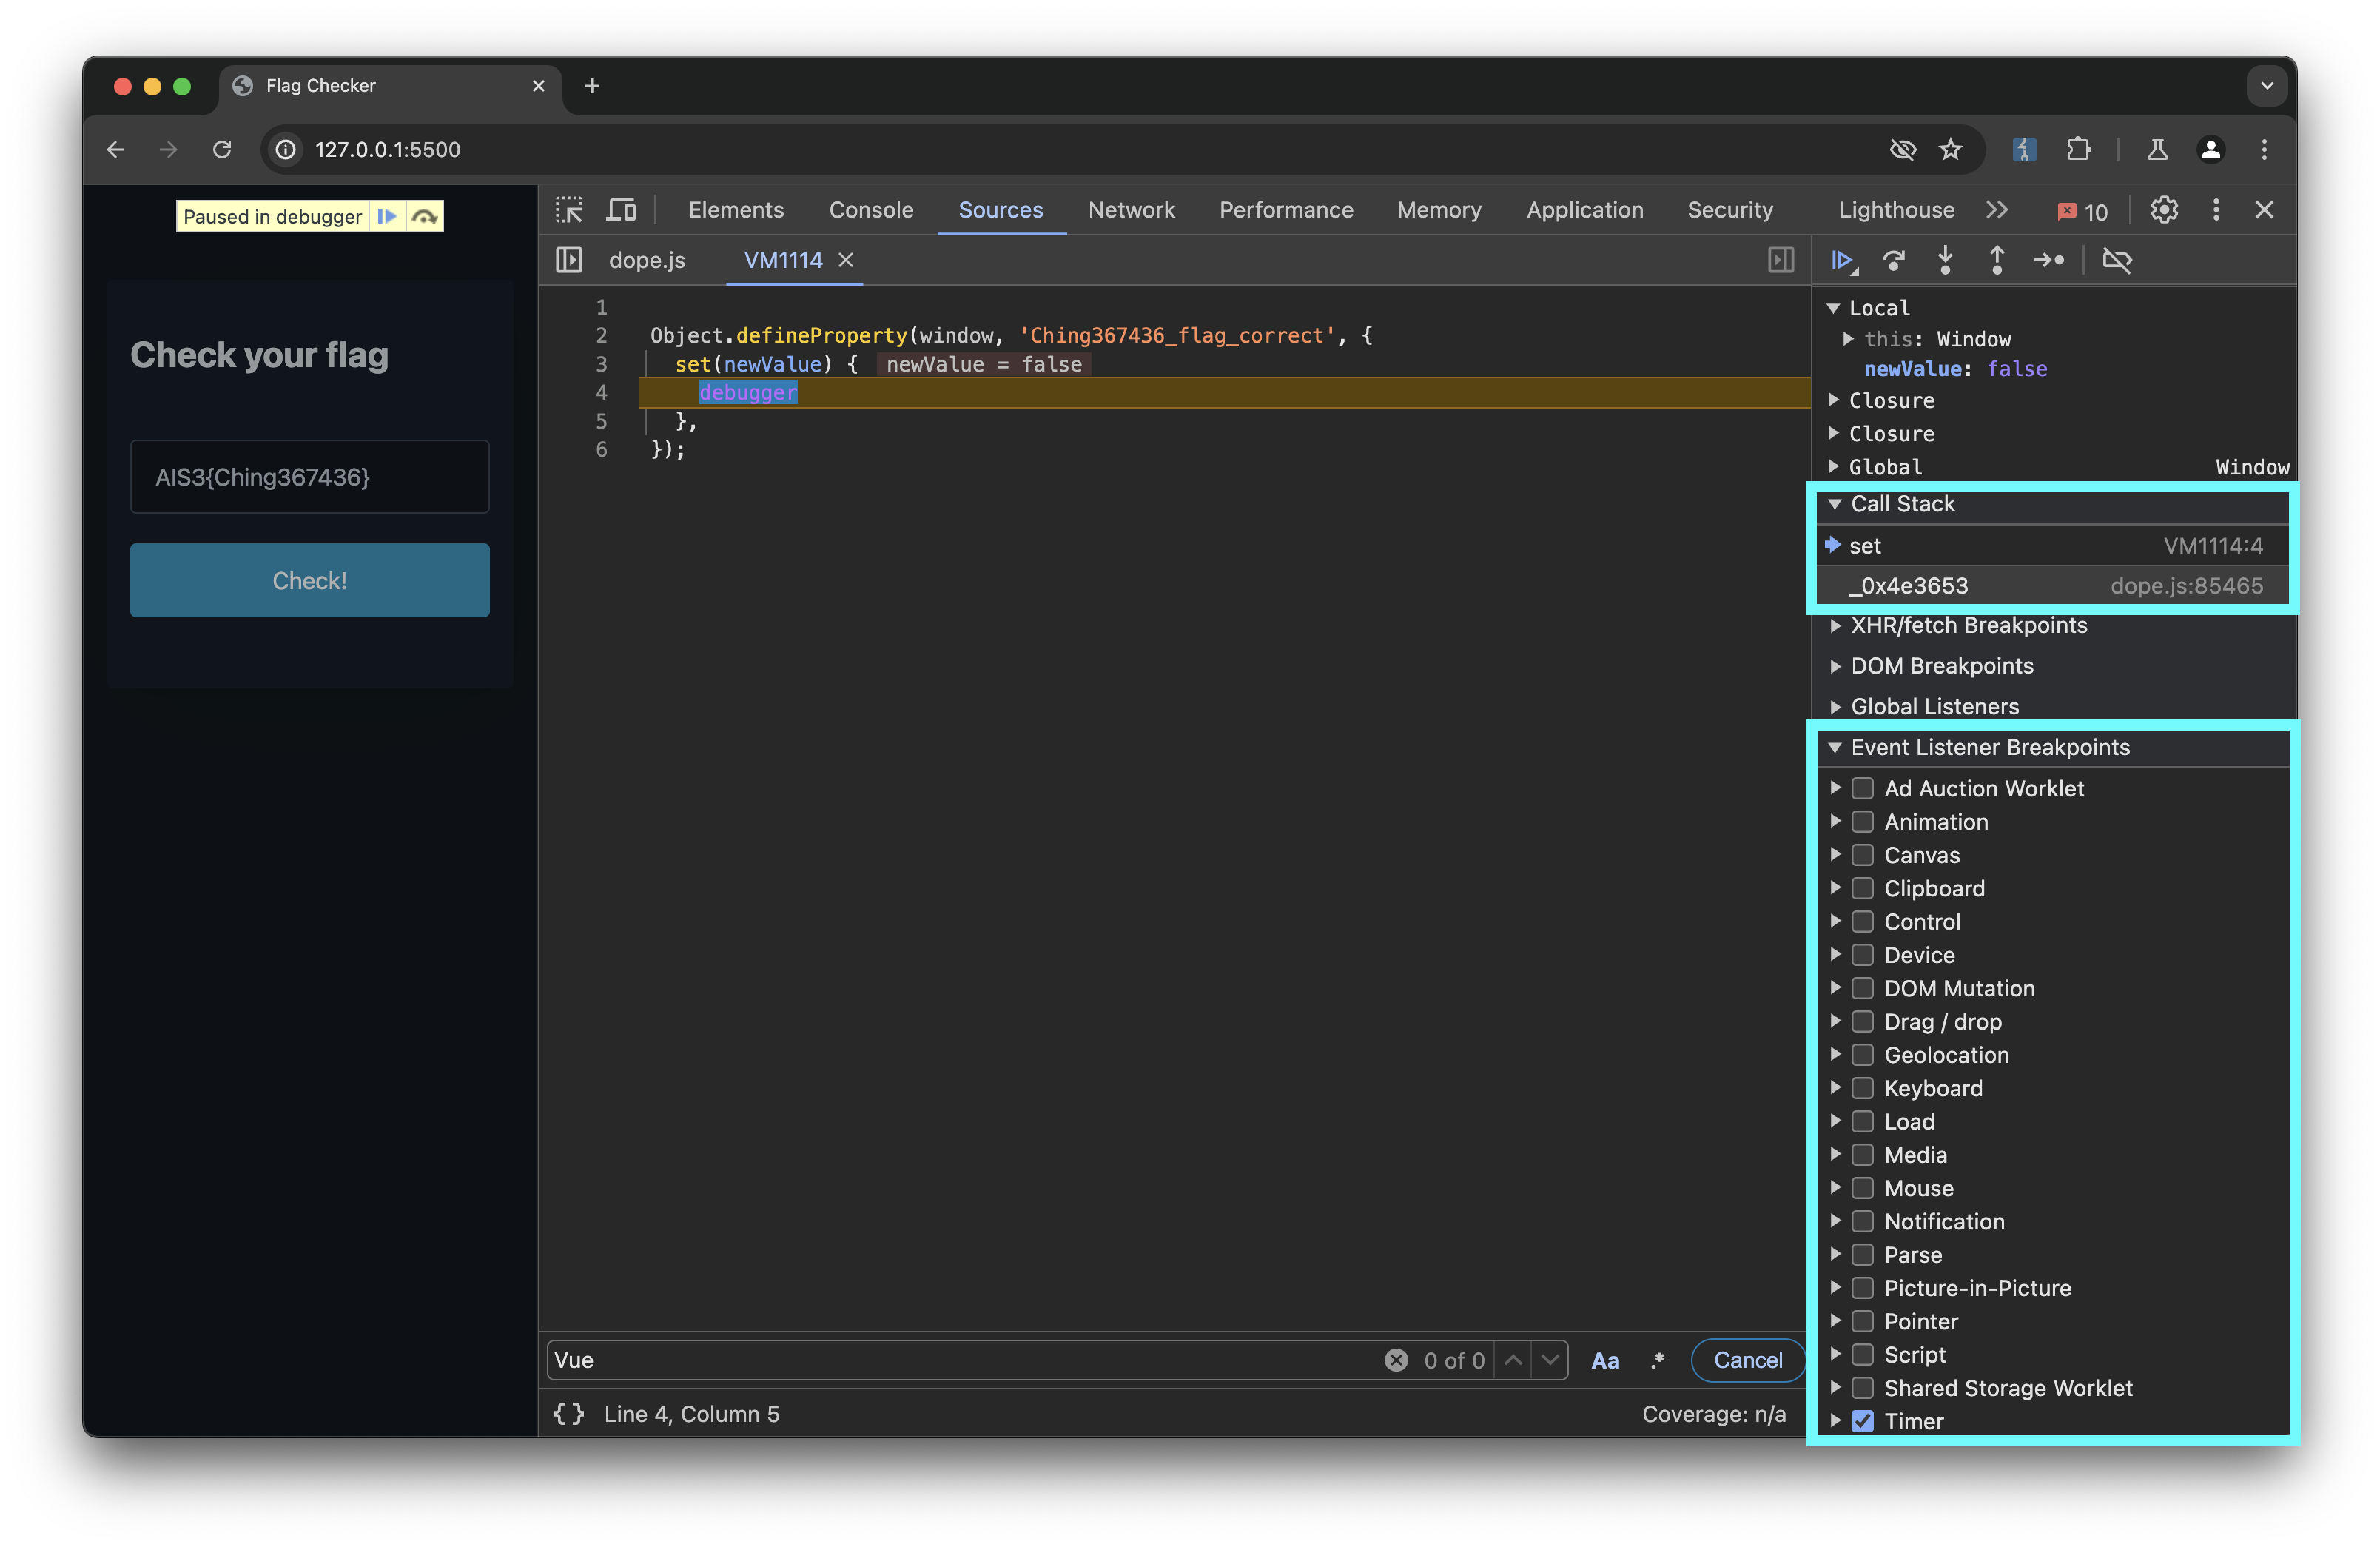 Flag Checker
127.0.0.1:5500
Paused in debugger
Check your flag
AIS3{Ching367436}
Check!
Elements Console Sources Network Performance Memory Application Security Lighthouse 10
dope.js VM1114
1
2 Object.defineProperty(window, 'Ching367436_flag_correct', {
3 set(newValue) { newValue = false
4 debugger
5 },
6 });
Vue 0 of 0 Aa .* Cancel
{ } Line 4, Column 5 Coverage: n/a
Local
this: Window
newValue: false
Closure
Closure
Global Window
Call Stack
set VM1114:4
_0x4e3653 dope.js:85465
XHR/fetch Breakpoints
DOM Breakpoints
Global Listeners
Event Listener Breakpoints
Ad Auction Worklet
Animation
Canvas
Clipboard
Control
Device
DOM Mutation
Drag / drop
Geolocation
Keyboard
Load
Media
Mouse
Notification
Parse
Picture-in-Picture
Pointer
Script
Shared Storage Worklet
Timer